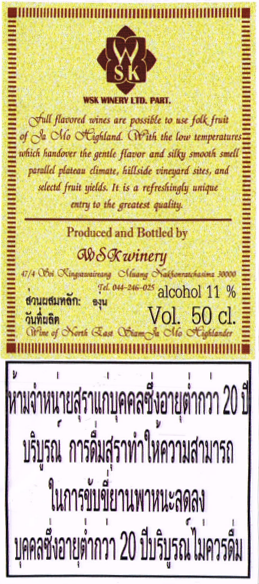 W
S K
WSK WINERY LTD. PART.
Full flavored wines are possible to use folk fruit
of Ja Mo Highland. With the low temperatures
which handover the gentle flavor and silky smooth smell
parallel plateau climate, hillside vineyard sites, and
selectd fruit yields. It is a refreshingly unique
entry to the greatest quality.
Produced and Bottled by
WSKwinery
47/4 Soi Kingsawaireang Muang Nakhonratchasima 30000
Tel. 044-246-025
ส่วนผสมหลัก: องุ่น alcohol 11 %
วันที่ผลิต Vol. 50 cl.
Wine of North East Siam Ja Mo Highlander
ห้ามจำหน่ายสุราแก่บุคคลซึ่งอายุต่ำกว่า 20 ปี
บริบูรณ์ การดื่มสุราทำให้ความสามารถ
ในการขับขี่ยานพาหนะลดลง
บุคคลซึ่งอายุต่ำกว่า 20 ปีบริบูรณ์ไม่ควรดื่ม